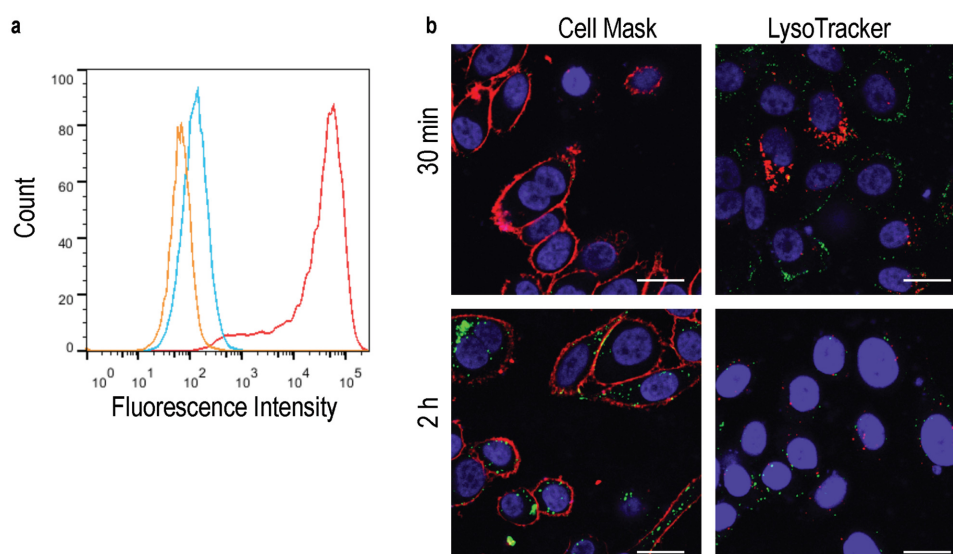 a
100
80
60
40
20
0
Count
10^0 10^1 10^2 10^3 10^4 10^5
Fluorescence Intensity
b
Cell Mask LysoTracker
30 min
2 h